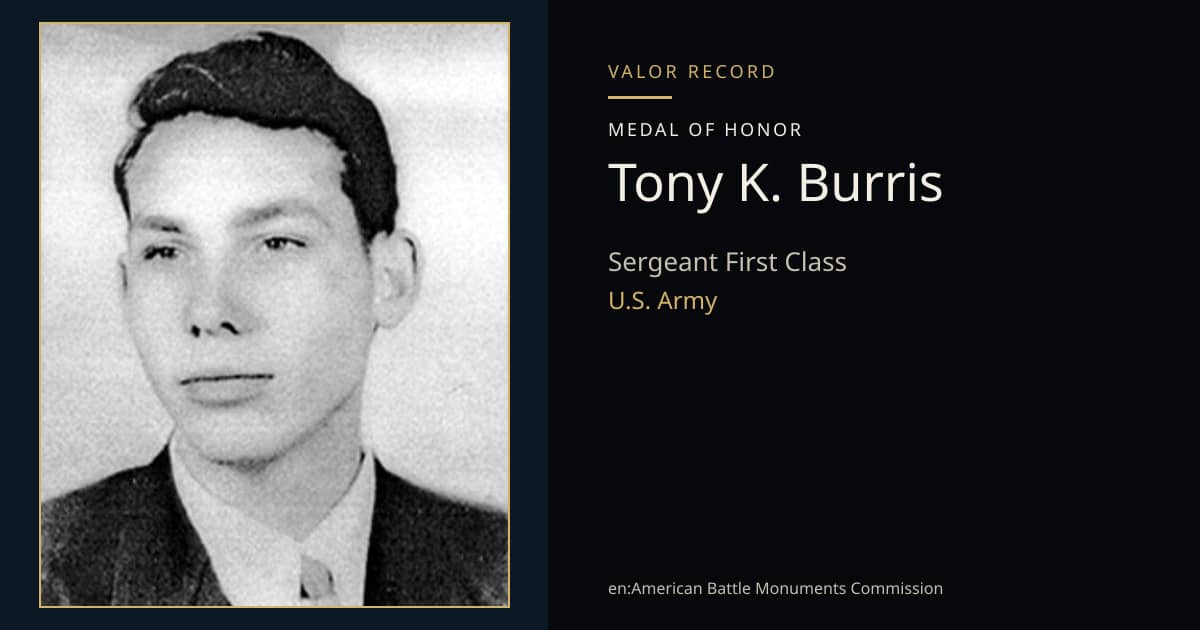 VALOR RECORD
MEDAL OF HONOR
Tony K. Burris
Sergeant First Class
U.S. Army
en:American Battle Monuments Commission